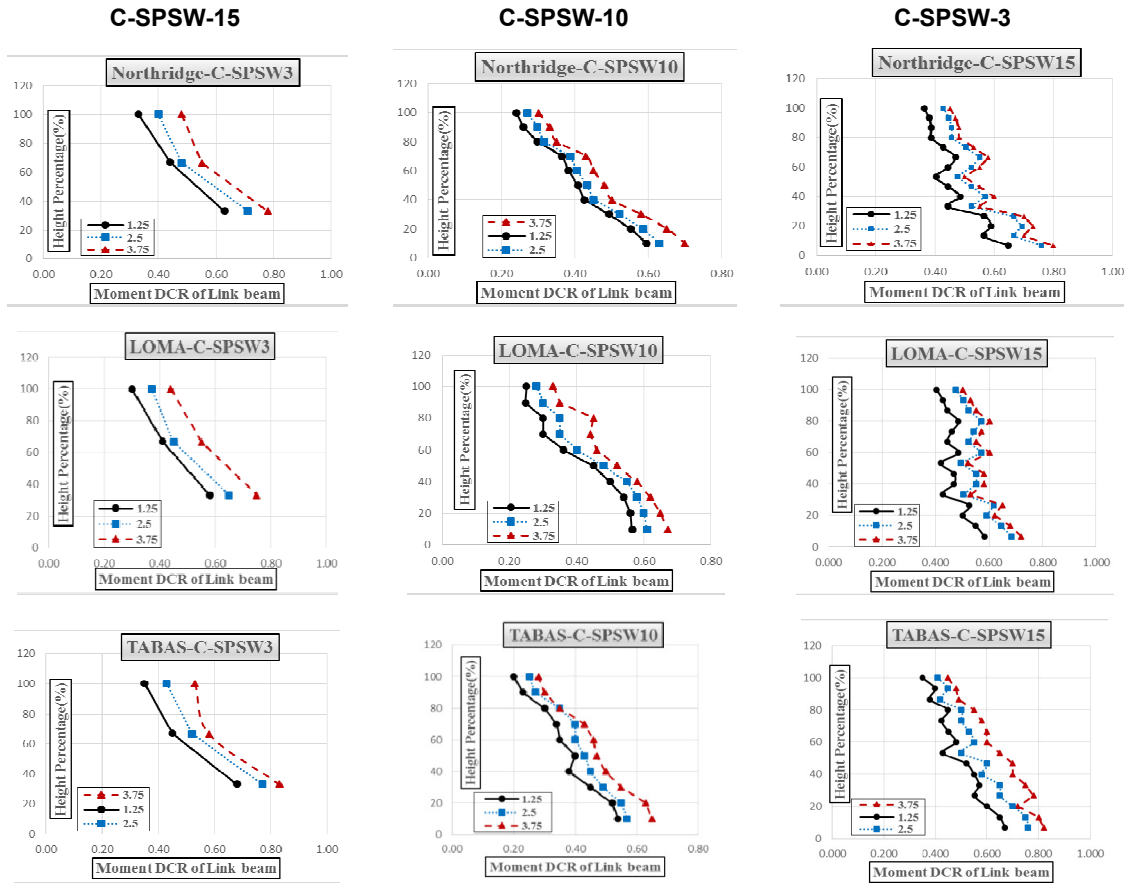 C-SPSW-15
C-SPSW-10
C-SPSW-3
Northridge-C-SPSW3
Height Percentage(%)
120
100
80
60
40
20
0
1.25
2.5
3.75
0.00 0.20 0.40 0.60 0.80 1.00
Moment DCR of Link beam
Northridge-C-SPSW10
Height Percentage(%)
120
100
80
60
40
20
0
3.75
1.25
2.5
0.00 0.20 0.40 0.60 0.80
Moment DCR of Link beam
Northridge-C-SPSW15
Height Percentage(%)
120
100
80
60
40
20
0
1.25
2.5
3.75
0.00 0.20 0.40 0.60 0.80 1.00
Moment DCR of Link beam
LOMA-C-SPSW3
Height Percentage(%)
120
100
80
60
40
20
0
1.25
2.5
3.75
0.00 0.20 0.40 0.60 0.80 1.00
Moment DCR of Link beam
LOMA-C-SPSW10
Height Percentage(%)
120
100
80
60
40
20
0
1.25
2.5
3.75
0.00 0.20 0.40 0.60 0.80
Moment DCR of Link beam
LOMA-C-SPSW15
Height Percentage(%)
120
100
80
60
40
20
0
1.25
2.5
3.75
0.000 0.200 0.400 0.600 0.800 1.000
Moment DCR of Link beam
TABAS-C-SPSW3
Height Percentage(%)
120
100
80
60
40
20
0
3.75
1.25
2.5
0.00 0.20 0.40 0.60 0.80 1.00
Moment DCR of Link beam
TABAS-C-SPSW10
Height Percentage(%)
120
100
80
60
40
20
0
1.25
2.5
3.75
0.00 0.20 0.40 0.60 0.80
Moment DCR of Link beam
TABAS-C-SPSW15
Height Percentage(%)
120
100
80
60
40
20
0
3.75
1.25
2.5
0.000 0.200 0.400 0.600 0.800 1.000
Moment DCR of Link beam